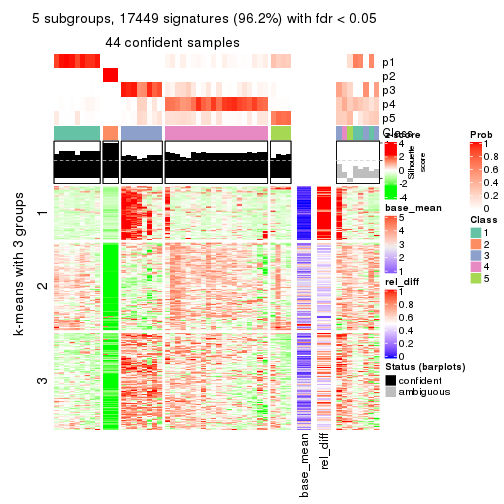 5 subgroups, 17449 signatures (96.2%) with fdr < 0.05
44 confident samples
p1
p2
p3
p4
p5
Class
Silhouette score
k-means with 3 groups
1
2
3
base_mean
rel_diff
z-score
4
2
0
-2
-4
base_mean
5
4
3
2
1
rel_diff
1
0.8
0.6
0.4
0.2
0
Status (barplots)
confident
ambiguous
Prob
1
0.8
0.6
0.4
0.2
0
Class
1
2
3
4
5